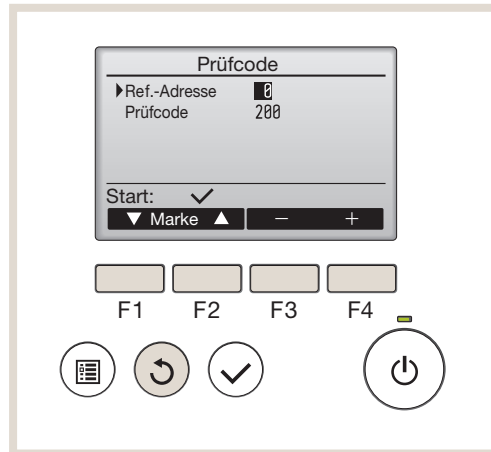 Prüfcode
Ref.-Adresse 0
Prüfcode 200
Start: ✓
▼ Marke ▲ − +
F1 F2 F3 F4